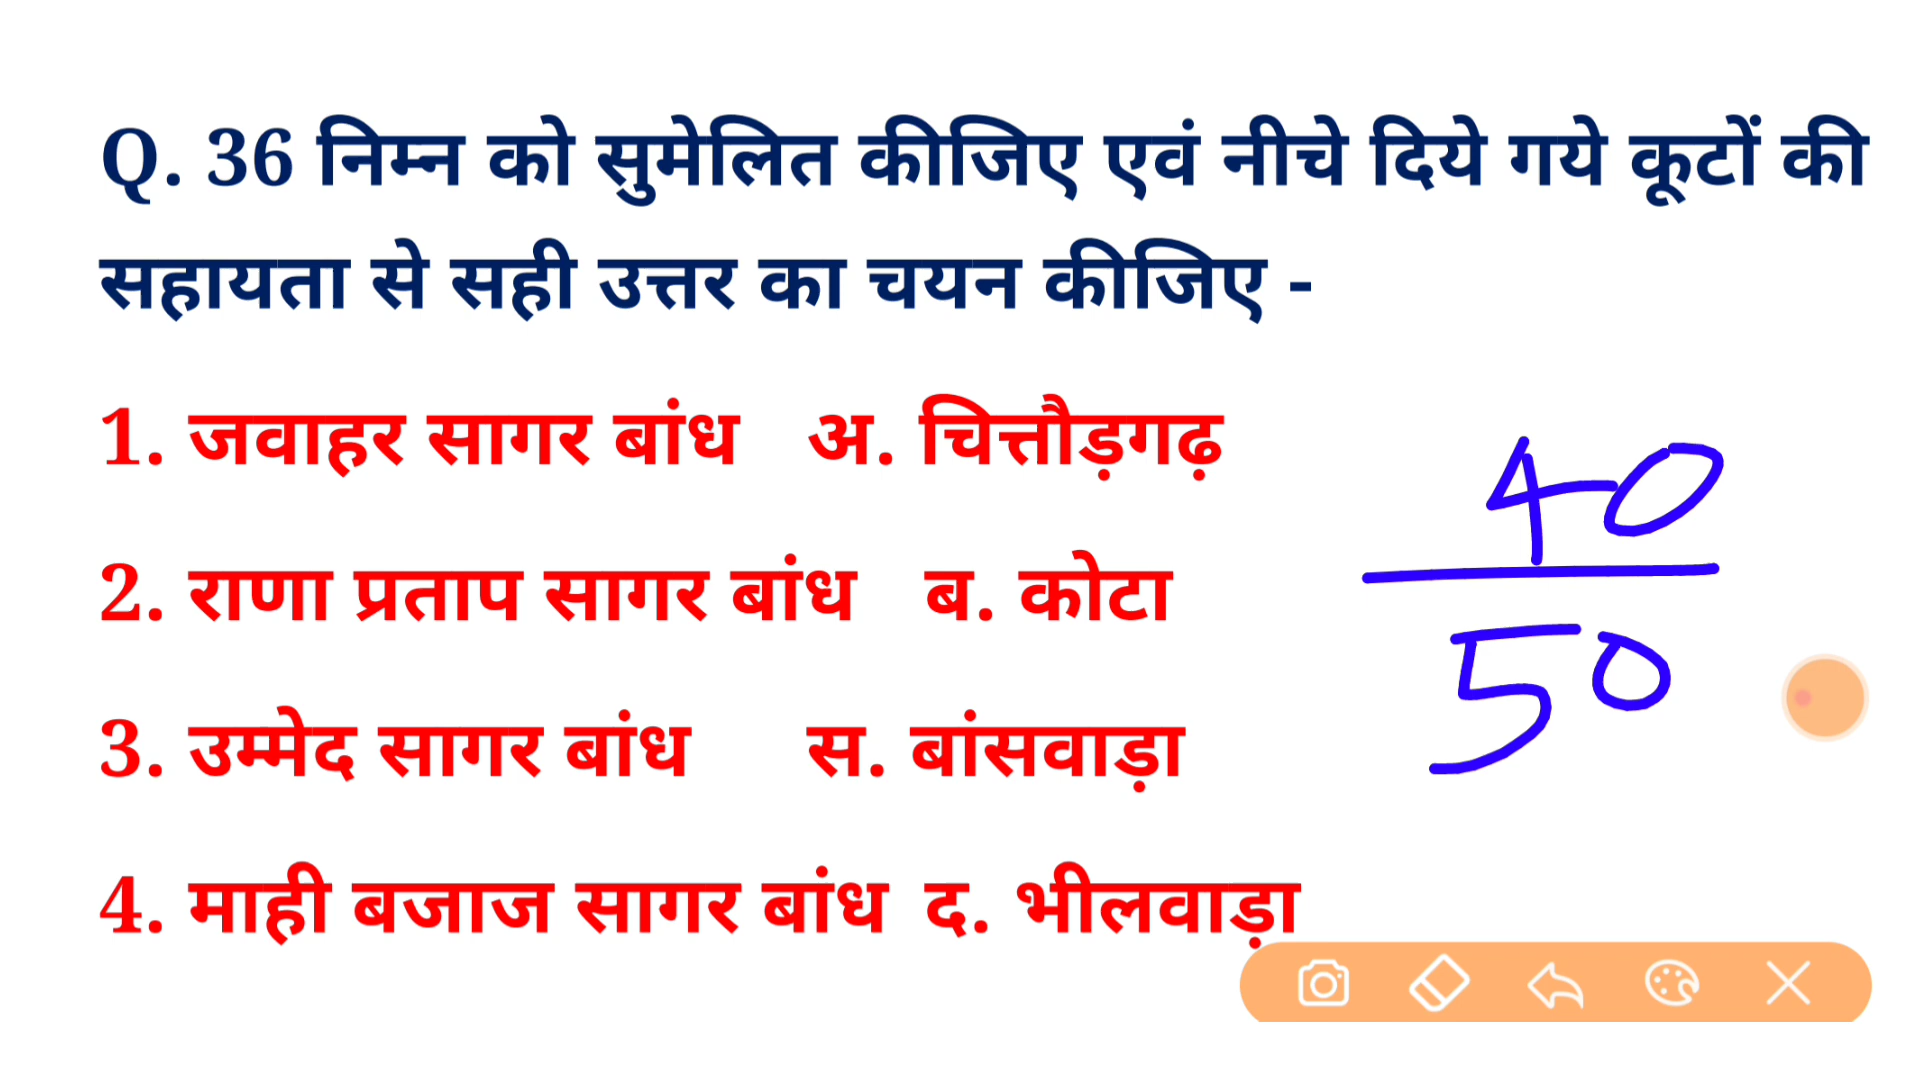 Q. 36 निम्न को सुमेलित कीजिए एवं नीचे दिये गये कूटों की
सहायता से सही उत्तर का चयन कीजिए -
1. जवाहर सागर बांध अ. चित्तौड़गढ़
2. राणा प्रताप सागर बांध ब. कोटा
3. उम्मेद सागर बांध स. बांसवाड़ा
4. माही बजाज सागर बांध द. भीलवाड़ा
40
50